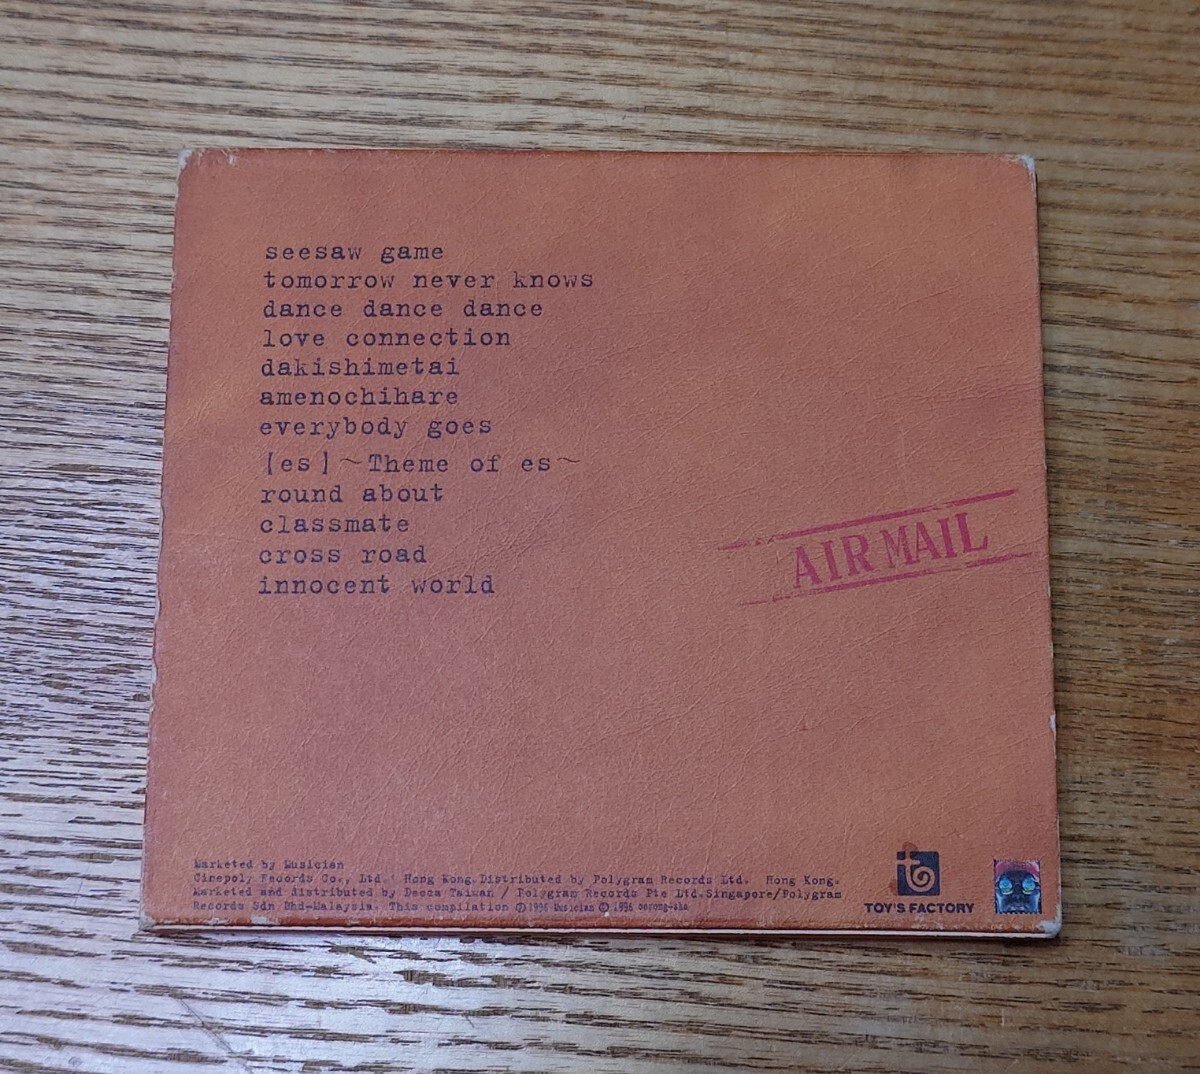 seesaw game
tomorrow never knows
dance dance dance
love connection
dakishimetai
amenochihare
everybody goes
【es】～Theme of es～
round about
classmate
cross road
innocent world
AIR MAIL
Marketed by Musician
Cinepoly Records Co., Ltd. Hong Kong.Distributed by Polygram Records Ltd. Hong Kong.
Marketed and distributed by Decca Taiwan / Polygram Records Pte Ltd.Singapore/Polygram
Records Sdn Bhd-Malaysia. This compilation Ⓟ1996 Musician Ⓒ 1996
TOY'S FACTORY